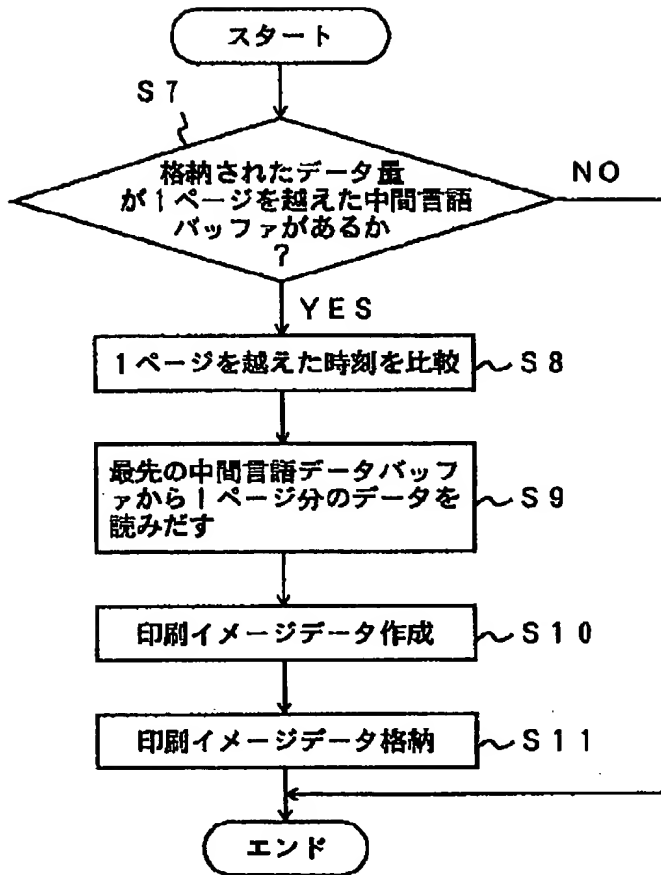 スタート
S7
格納されたデータ量
が1ページを越えた中間言語
バッファがあるか
?
NO
YES
1ページを越えた時刻を比較
S8
最先の中間言語データバッフ
ァから1ページ分のデータを
読みだす
S9
印刷イメージデータ作成
S10
印刷イメージデータ格納
S11
エンド